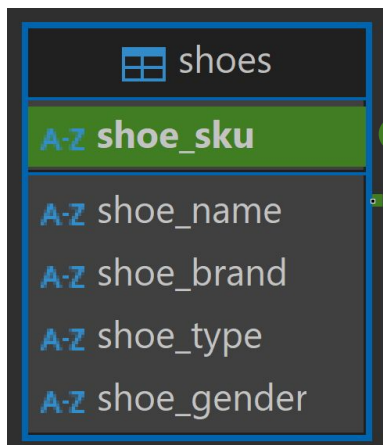 shoes
A-Z shoe_sku
A-Z shoe_name
A-Z shoe_brand
A-Z shoe_type
A-Z shoe_gender